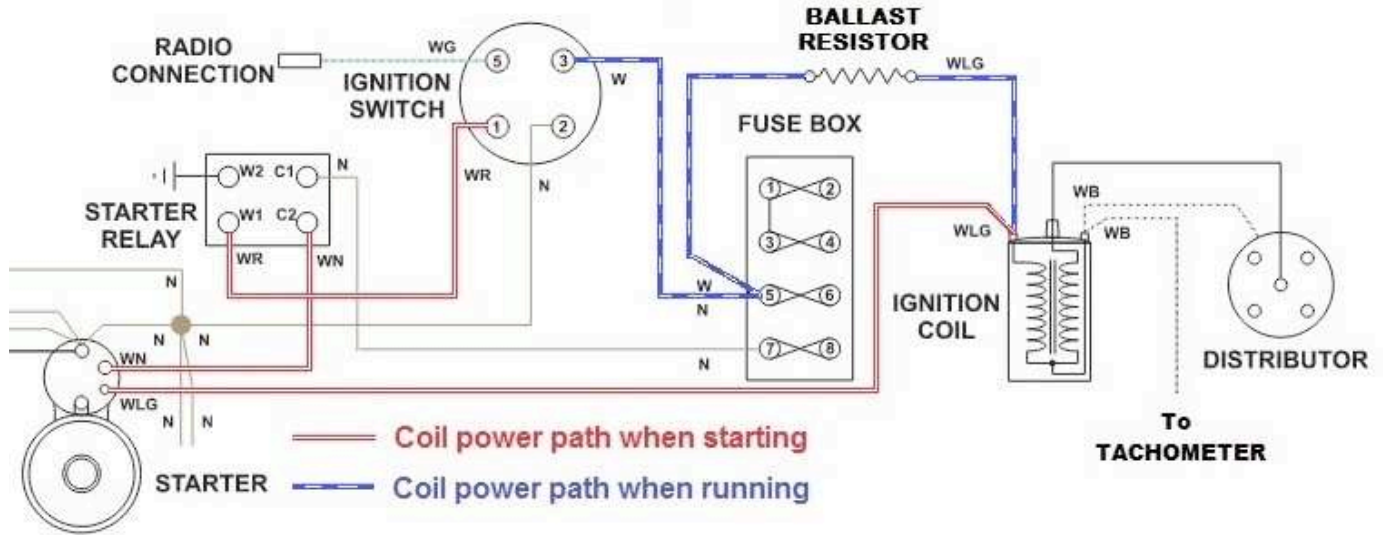 BALLAST
RESISTOR
RADIO
CONNECTION
WG
5
3
W
WLG
IGNITION
SWITCH
1
2
FUSE BOX
WR
N
N
W2 C1
STARTER
RELAY
W1 C2
WR
WN
1
2
3
4
W
5
6
N
7
8
N
WLG
WB
WB
IGNITION
COIL
DISTRIBUTOR
To
TACHOMETER
N
N
N
WN
WLG
N
N
STARTER
Coil power path when starting
Coil power path when running